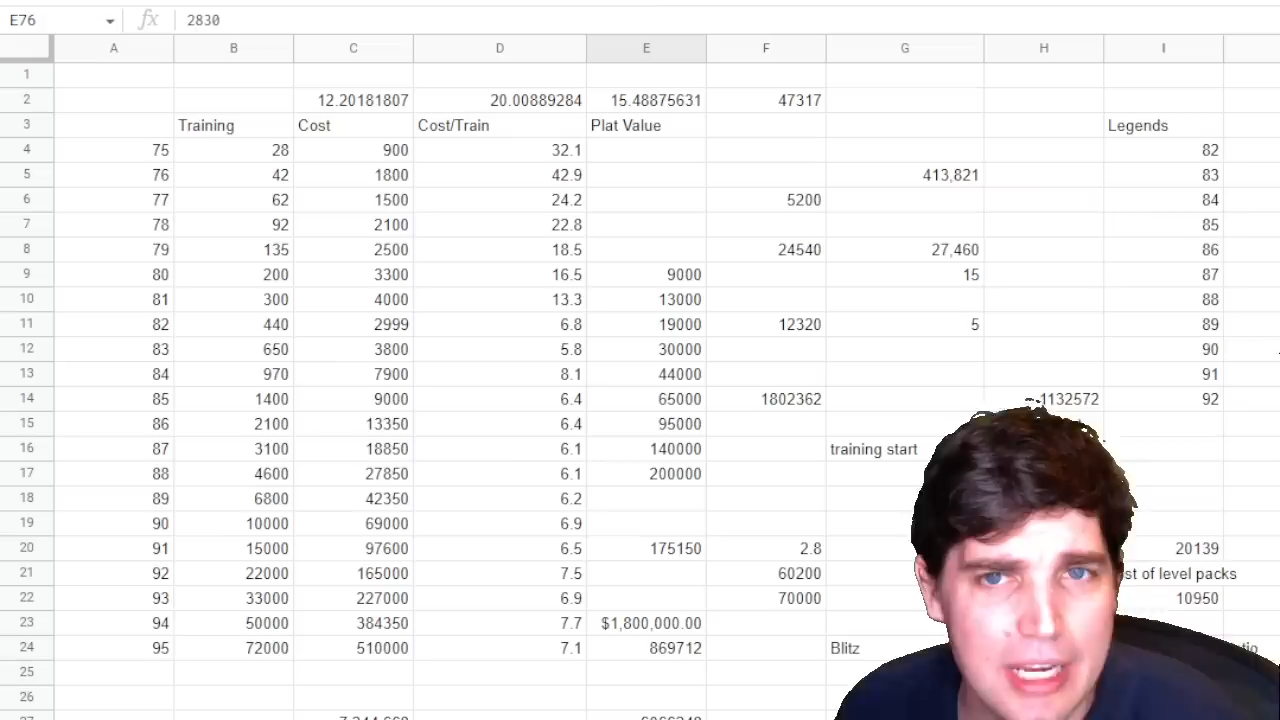 E76 fx 2830
A B C D E F G H I
1
2 12.20181807 20.00889284 15.48875631 47317
3 Training Cost Cost/Train Plat Value Legends
4 75 28 900 32.1 82
5 76 42 1800 42.9 413,821 83
6 77 62 1500 24.2 5200 84
7 78 92 2100 22.8 85
8 79 135 2500 18.5 24540 27,460 86
9 80 200 3300 16.5 9000 15 87
10 81 300 4000 13.3 13000 88
11 82 440 2999 6.8 19000 12320 5 89
12 83 650 3800 5.8 30000 90
13 84 970 7900 8.1 44000 91
14 85 1400 9000 6.4 65000 1802362 1132572 92
15 86 2100 13350 6.4 95000
16 87 3100 18850 6.1 140000 training start
17 88 4600 27850 6.1 200000
18 89 6800 42350 6.2
19 90 10000 69000 6.9
20 91 15000 97600 6.5 175150 2.8 20139
21 92 22000 165000 7.5 60200 of level packs
22 93 33000 227000 6.9 70000 10950
23 94 50000 384350 7.7 $1,800,000.00
24 95 72000 510000 7.1 869712 Blitz
25
26